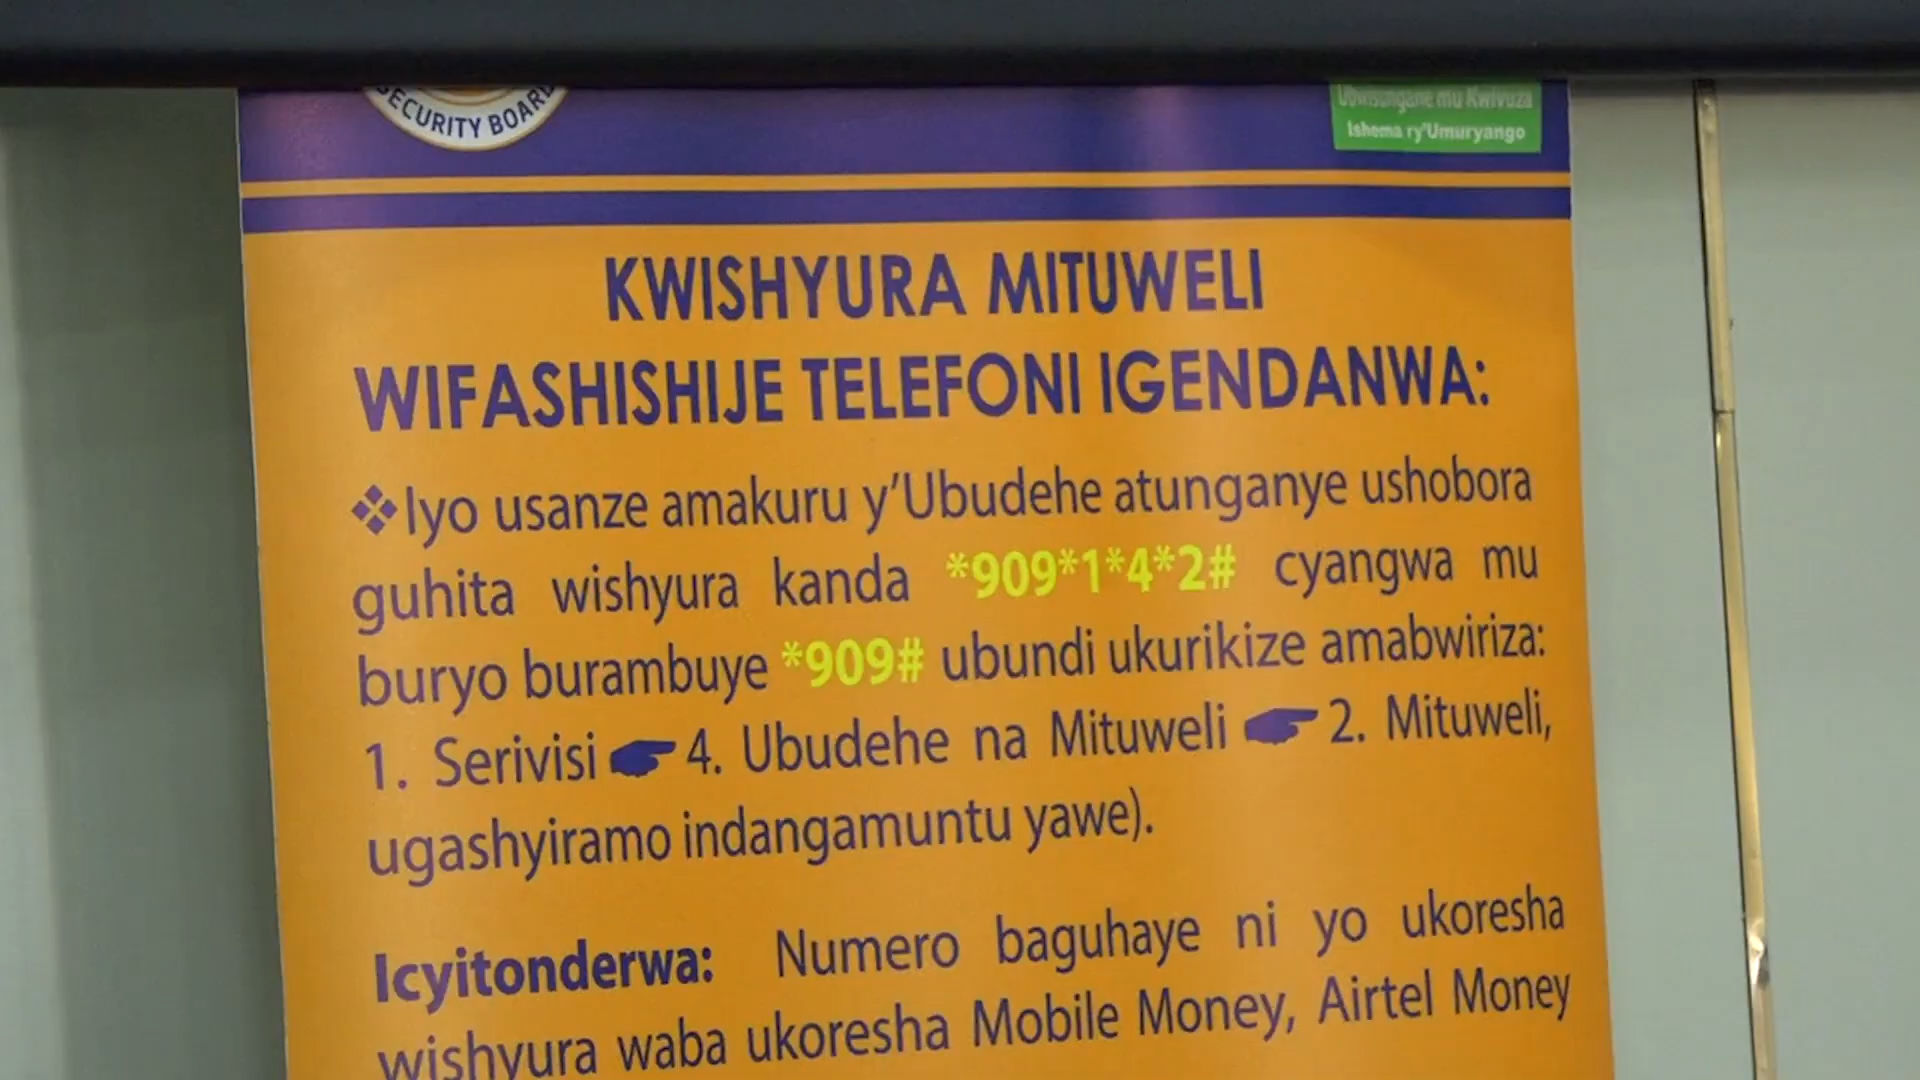 SECURITY BOARD
Ubwisungane mu Kwivuza
Ishema ry'Umuryango
KWISHYURA MITUWELI
WIFASHISHIJE TELEFONI IGENDANWA:
❖Iyo usanze amakuru y'Ubudehe atunganye ushobora
guhita wishyura kanda *909*1*4*2# cyangwa mu
buryo burambuye *909# ubundi ukurikize amabwiriza:
1. Serivisi ☛ 4. Ubudehe na Mituweli ☛ 2. Mituweli,
ugashyiramo indangamuntu yawe).
Icyitonderwa: Numero baguhaye ni yo ukoresha
wishyura waba ukoresha Mobile Money, Airtel Money